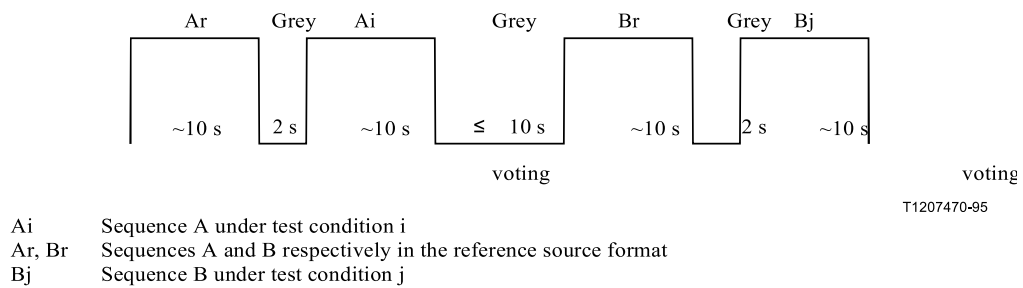 Ar Grey Ai Grey Br Grey Bj
~10 s 2 s ~10 s ≤ 10 s ~10 s 2 s ~10 s
voting voting
T1207470-95
Ai Sequence A under test condition i
Ar, Br Sequences A and B respectively in the reference source format
Bj Sequence B under test condition j